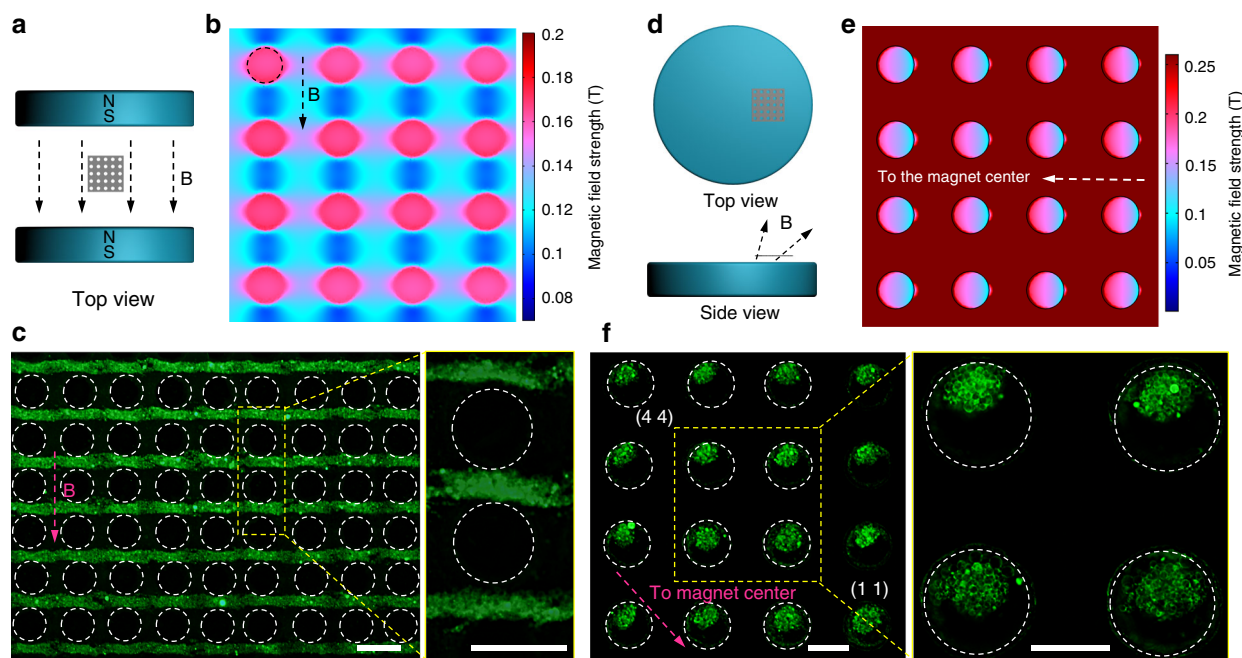 a
N
S
B
N
S
Top view
b
B
0.2
0.18
0.16
0.14
0.12
0.1
0.08
Magnetic field strength (T)
d
Top view
B
Side view
e
To the magnet center
0.25
0.2
0.15
0.1
0.05
Magnetic field strength (T)
c
B
f
(4 4)
(1 1)
To magnet center